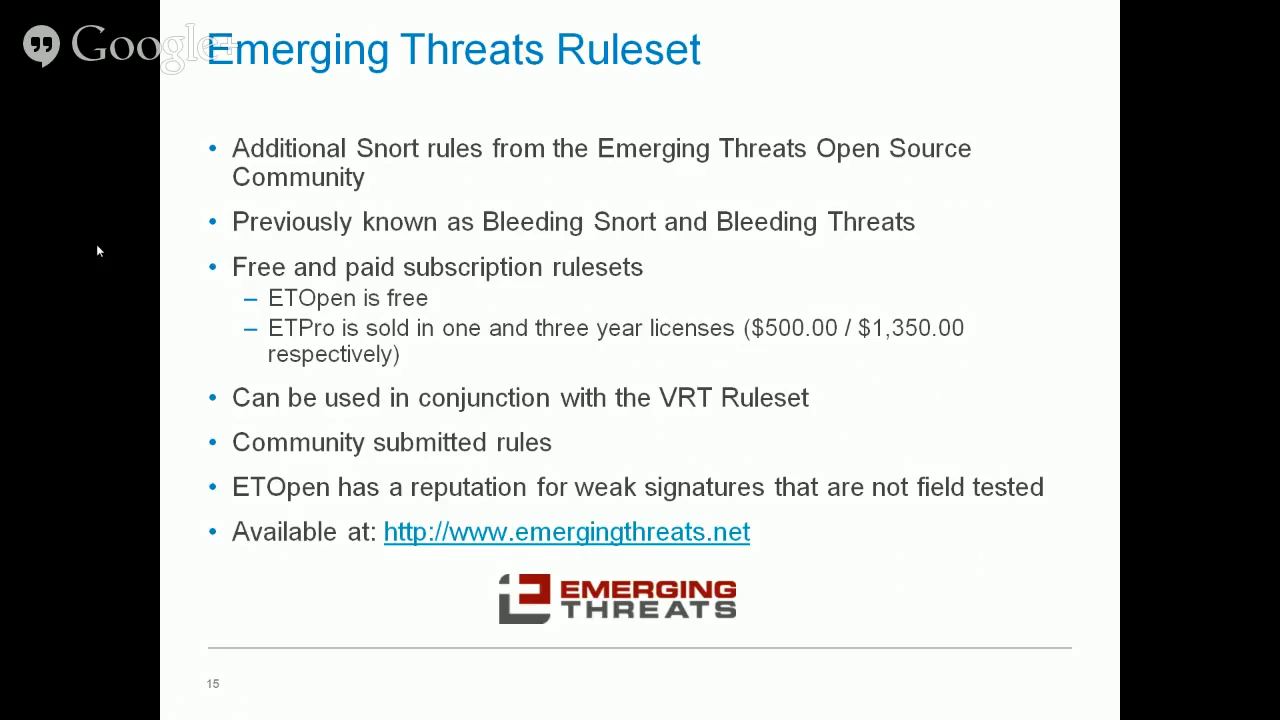 Google+
Emerging Threats Ruleset
• Additional Snort rules from the Emerging Threats Open Source
Community
• Previously known as Bleeding Snort and Bleeding Threats
• Free and paid subscription rulesets
– ETOpen is free
– ETPro is sold in one and three year licenses ($500.00 / $1,350.00
respectively)
• Can be used in conjunction with the VRT Ruleset
• Community submitted rules
• ETOpen has a reputation for weak signatures that are not field tested
• Available at: http://www.emergingthreats.net
EMERGING
THREATS
15